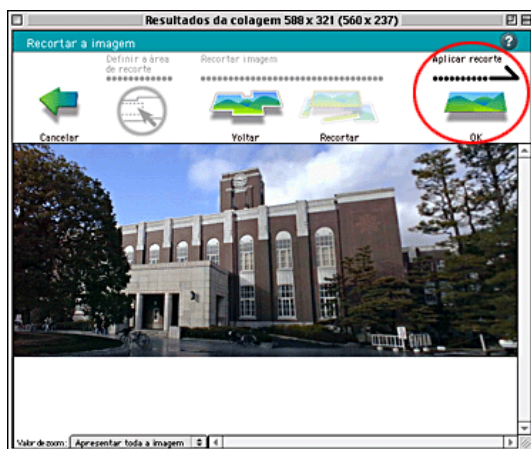 Resultados da colagem 588 x 321 (560 x 237)
Recortar a imagem
?
Definir a área
de recorte
Recortar imagem
Aplicar recorte
Cancelar
Voltar
Recortar
OK
Valor de zoom: Apresentar toda a imagem